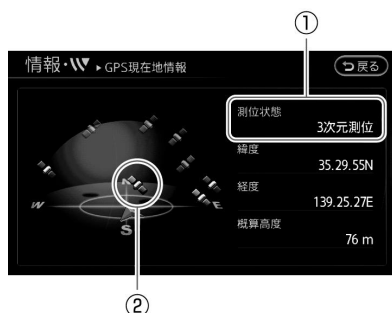 ①
情報・ ▸ GPS現在地情報
戻る
測位状態
3次元測位
緯度
35.29.55N
経度
139.25.27E
概算高度
76 m
N
W
E
S
②